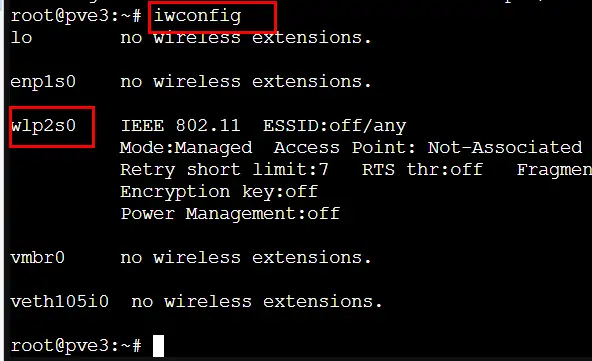 root@pve3:~# iwconfig
lo        no wireless extensions.
enp1s0    no wireless extensions.
wlp2s0    IEEE 802.11  ESSID:off/any
Mode:Managed  Access Point: Not-Associated
Retry short limit:7   RTS thr:off   Fragmen
Encryption key:off
Power Management:off
vmbr0     no wireless extensions.
veth105i0  no wireless extensions.
root@pve3:~#